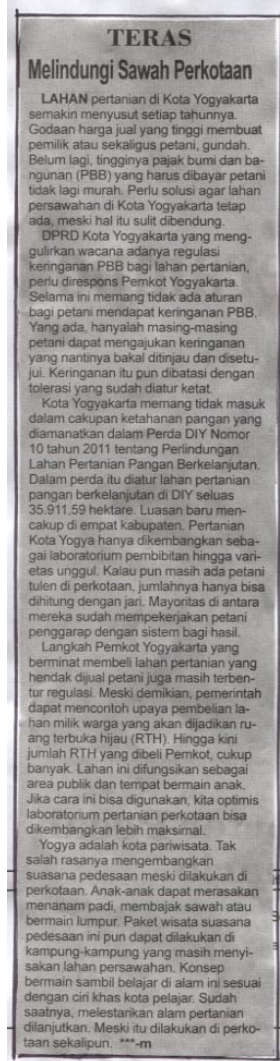 TERAS
Melindungi Sawah Perkotaan
LAHAN pertanian di Kota Yogyakarta
semakin menyusut setiap tahunnya.
Godaan harga jual yang tinggi membuat
pemilik atau sekaligus petani, gundah.
Belum lagi, tingginya pajak bumi dan ba-
ngunan (PBB) yang harus dibayar petani
tidak lagi murah. Perlu solusi agar lahan
persawahan di Kota Yogyakarta tetap
ada, meski hal itu sulit dibendung.
DPRD Kota Yogyakarta yang meng-
gulirkan wacana adanya regulasi
keringanan PBB bagi lahan pertanian,
perlu direspons Pemkot Yogyakarta.
Selama ini memang tidak ada aturan
bagi petani mendapat keringanan PBB.
Yang ada, hanyalah masing-masing
petani dapat mengajukan keringanan
yang nantinya bakal ditinjau dan disetu-
jui. Keringanan itu pun dibatasi dengan
tolerasi yang sudah diatur ketat.
Kota Yogyakarta memang tidak masuk
dalam cakupan ketahanan pangan yang
diamanatkan dalam Perda DIY Nomor
10 tahun 2011 tentang Perlindungan
Lahan Pertanian Pangan Berkelanjutan.
Dalam perda itu diatur lahan pertanian
pangan berkelanjutan di DIY seluas
35.911,59 hektare. Luasan baru men-
cakup di empat kabupaten. Pertanian
Kota Yogya hanya dikembangkan seba-
gai laboratorium pembibitan hingga vari-
etas unggul. Kalau pun masih ada petani
tulen di perkotaan, jumlahnya hanya bisa
dihitung dengan jari. Mayoritas di antara
mereka sudah mempekerjakan petani
penggarap dengan sistem bagi hasil.
Langkah Pemkot Yogyakarta yang
berminat membeli lahan pertanian yang
hendak dijual petani juga masih terben-
tur regulasi. Meski demikian, pemerintah
dapat mencontoh upaya pembelian la-
han milik warga yang akan dijadikan ru-
ang terbuka hijau (RTH). Hingga kini
jumlah RTH yang dibeli Pemkot, cukup
banyak. Lahan ini difungsikan sebagai
area publik dan tempat bermain anak.
Jika cara ini bisa digunakan, kita optimis
laboratorium pertanian perkotaan bisa
dikembangkan lebih maksimal.
Yogya adalah kota pariwisata. Tak
salah rasanya mengembangkan
suasana pedesaan meski dilakukan di
perkotaan. Anak-anak dapat merasakan
menanam padi, membajak sawah atau
bermain lumpur. Paket wisata suasana
pedesaan ini pun dapat dilakukan di
kampung-kampung yang masih menyi-
sakan lahan persawahan. Konsep
bermain sambil belajar di alam ini sesuai
dengan ciri khas kota pelajar. Sudah
saatnya, melestarikan alam pertanian
dilanjutkan. Meski itu dilakukan di perko-
taan sekalipun. ***-m